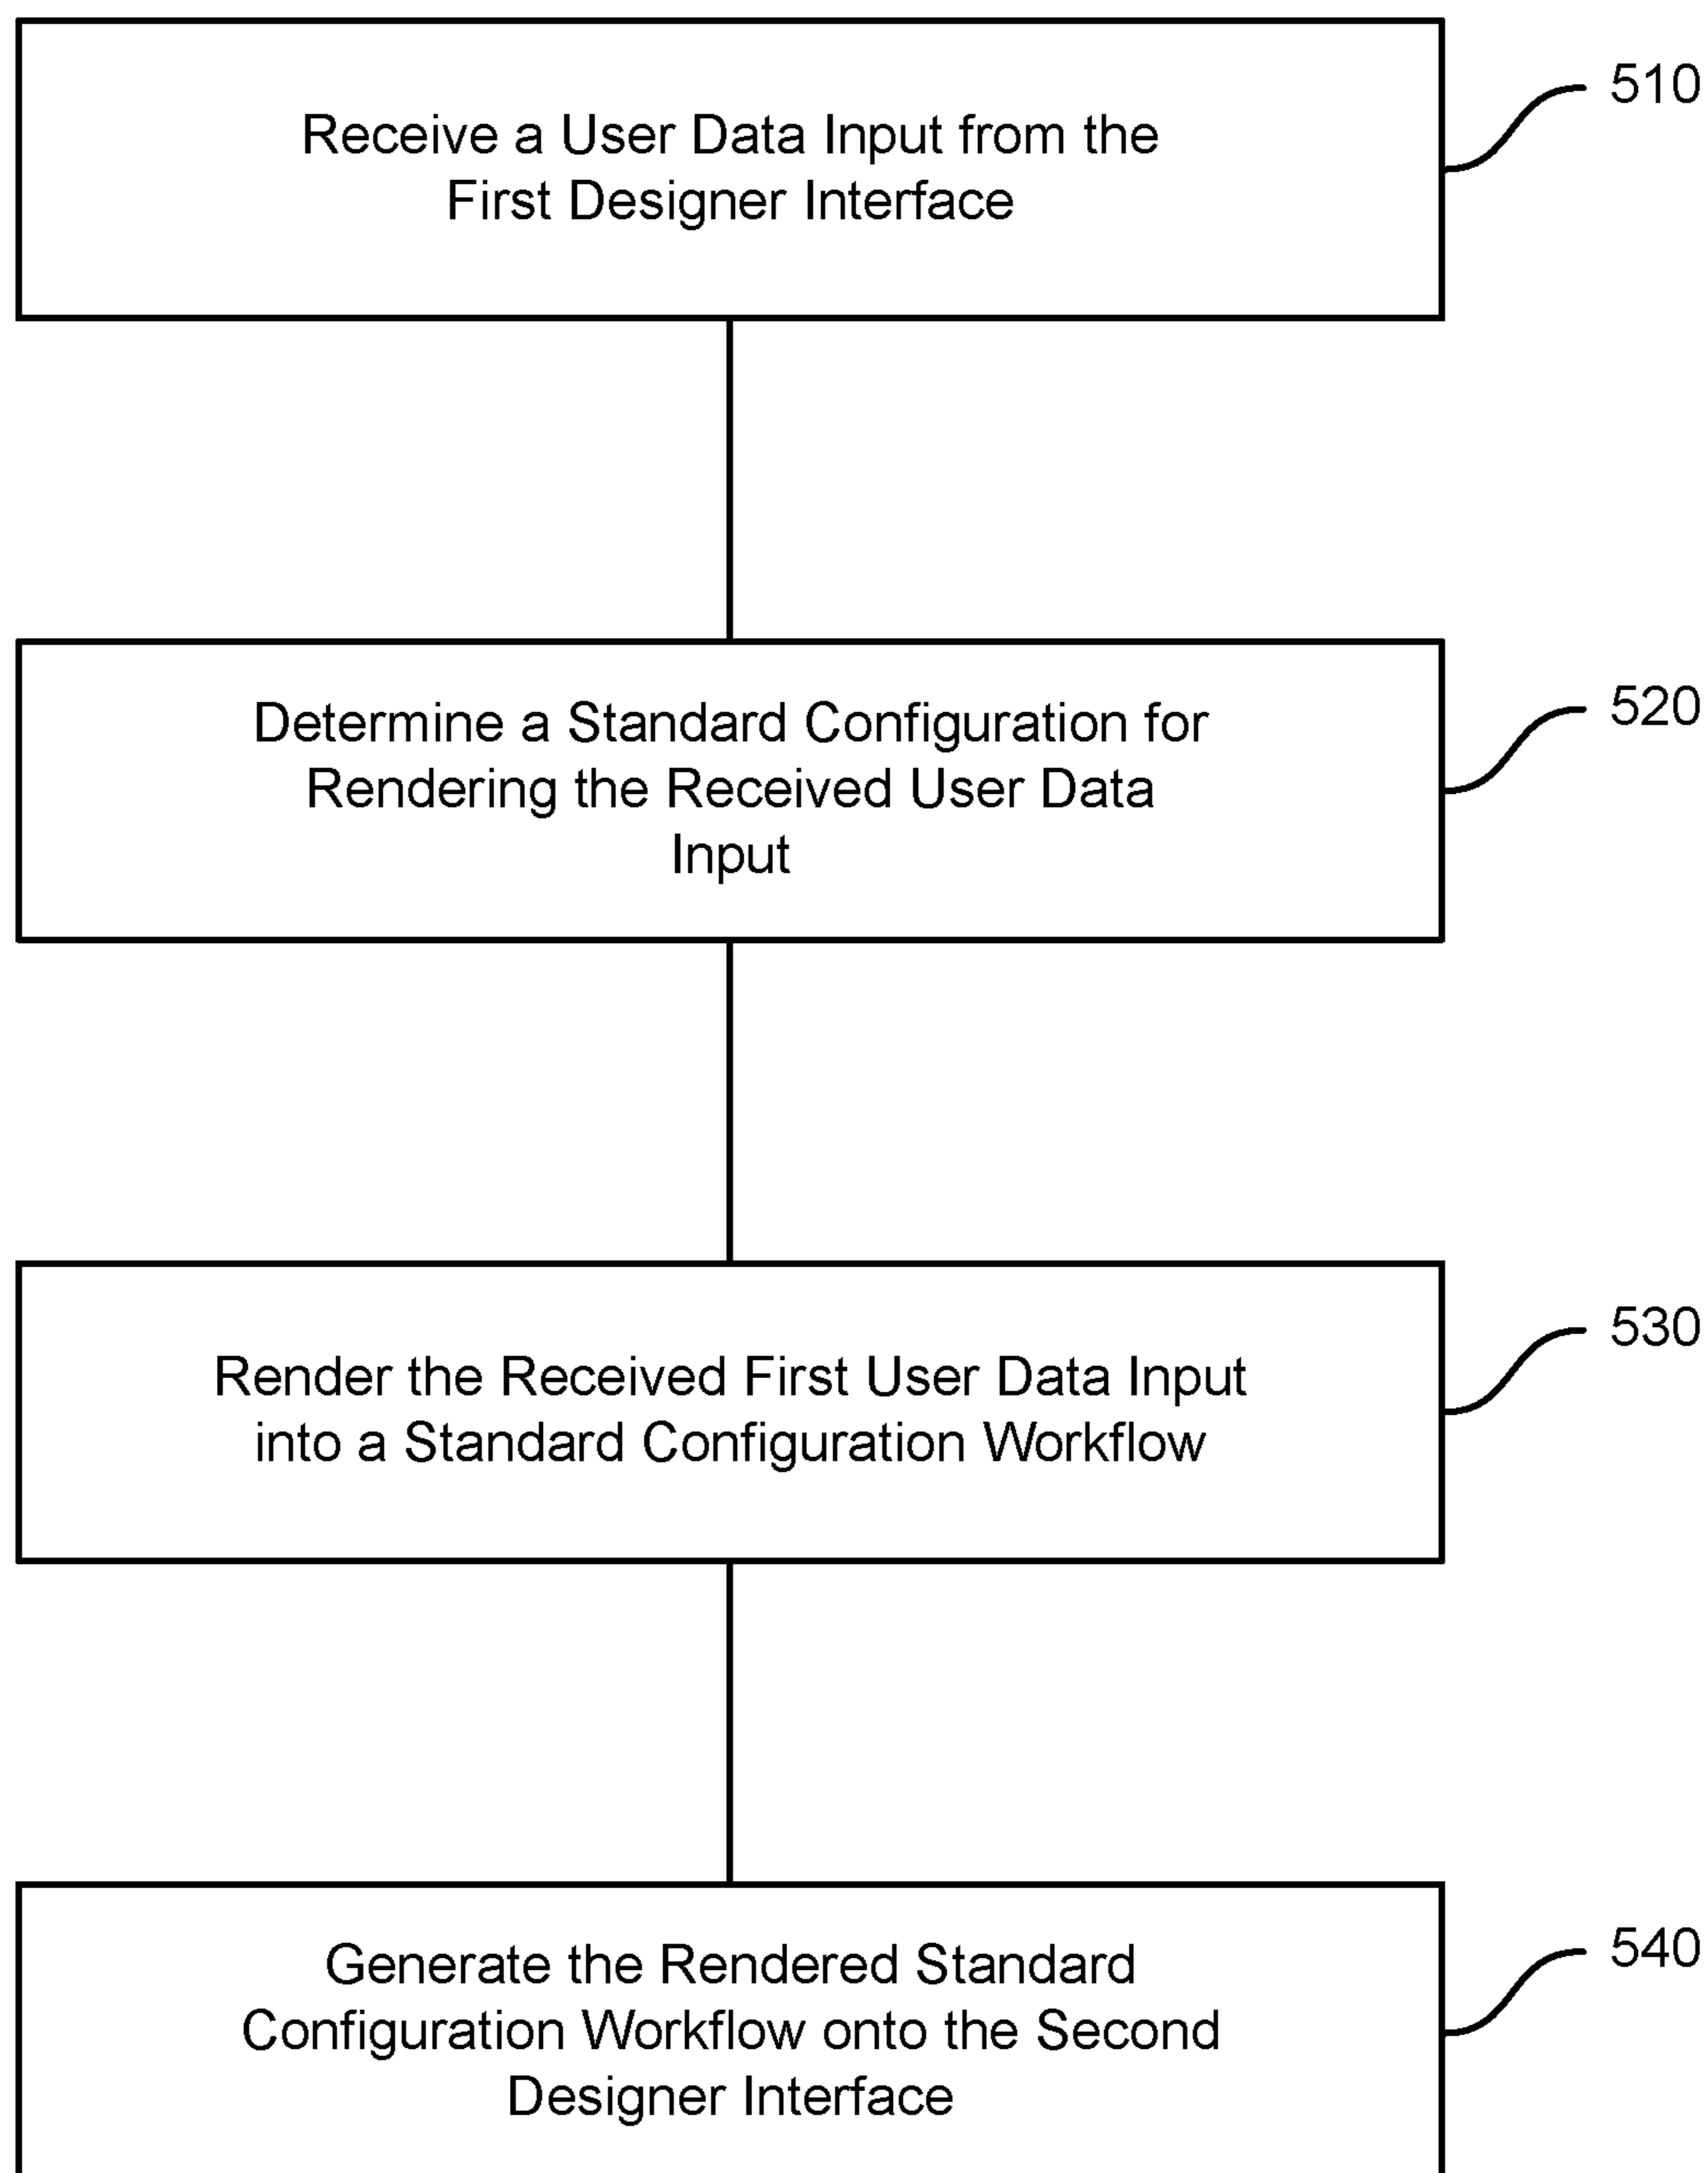 Receive a User Data Input from the
First Designer Interface
510
Determine a Standard Configuration for
Rendering the Received User Data
Input
520
Render the Received First User Data Input
into a Standard Configuration Workflow
530
Generate the Rendered Standard
Configuration Workflow onto the Second
Designer Interface
540